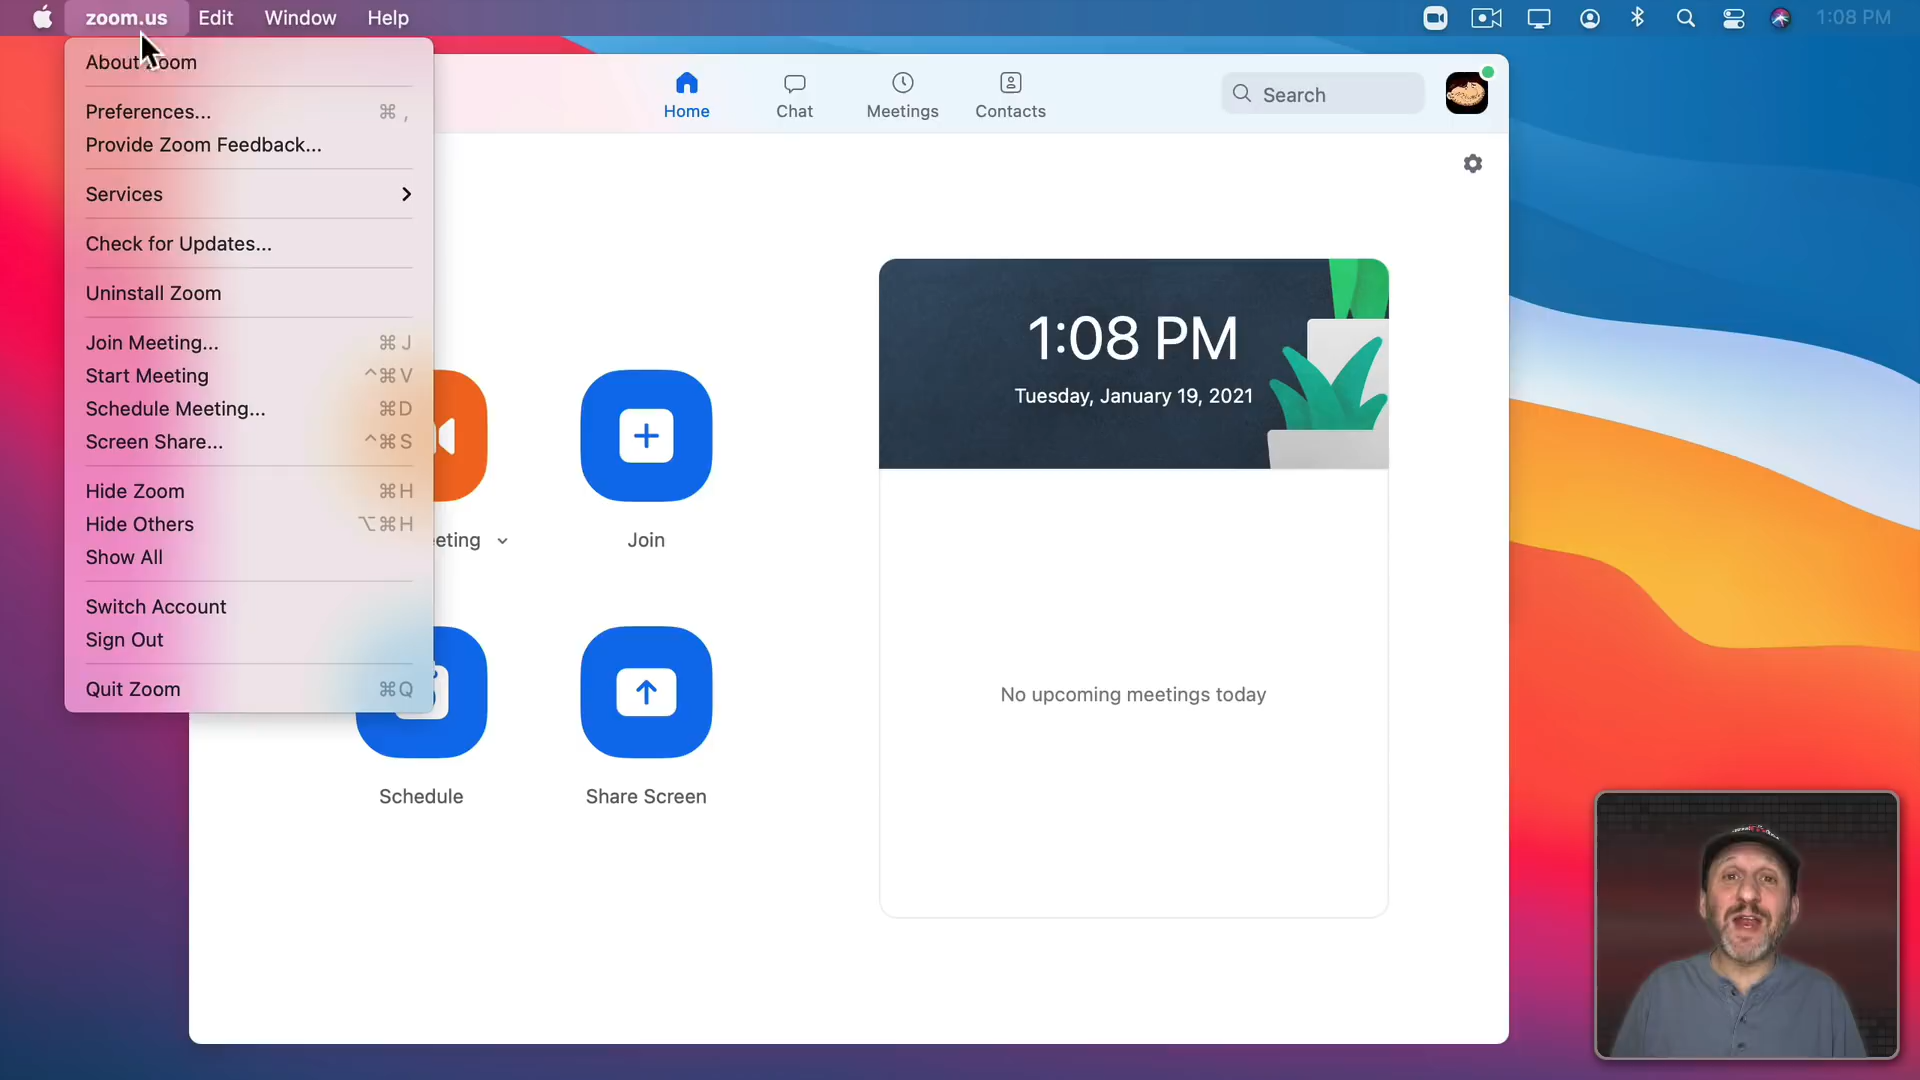 zoom.us Edit Window Help 1:08 PM
About Zoom
Preferences... ⌘ ,
Provide Zoom Feedback...
Services
Check for Updates...
Uninstall Zoom
Join Meeting... ⌘J
Start Meeting ^⌘V
Schedule Meeting... ⌘D
Screen Share... ^⌘S
Hide Zoom ⌘H
Hide Others ⌥⌘H
Show All
Switch Account
Sign Out
Quit Zoom ⌘Q
Home Chat Meetings Contacts
Search
eting
Join
Schedule
Share Screen
1:08 PM
Tuesday, January 19, 2021
No upcoming meetings today